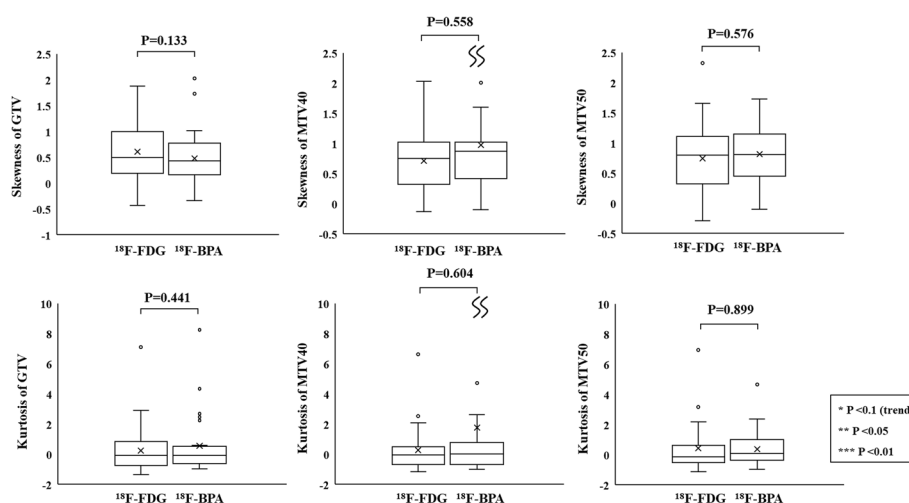 P=0.133
Skewness of GTV
2.5
2
1.5
1
0.5
0
-0.5
-1
¹⁸F-FDG ¹⁸F-BPA
P=0.558
Skewness of MTV40
2.5
2
1.5
1
0.5
0
-0.5
¹⁸F-FDG ¹⁸F-BPA
P=0.576
Skewness of MTV50
2.5
2
1.5
1
0.5
0
-0.5
¹⁸F-FDG ¹⁸F-BPA
P=0.441
Kurtosis of GTV
10
8
6
4
2
0
-2
¹⁸F-FDG ¹⁸F-BPA
P=0.604
Kurtosis of MTV40
10
8
6
4
2
0
-2
¹⁸F-FDG ¹⁸F-BPA
P=0.899
Kurtosis of MTV50
10
8
6
4
2
0
-2
¹⁸F-FDG ¹⁸F-BPA
* P <0.1 (trend
** P <0.05
*** P <0.01